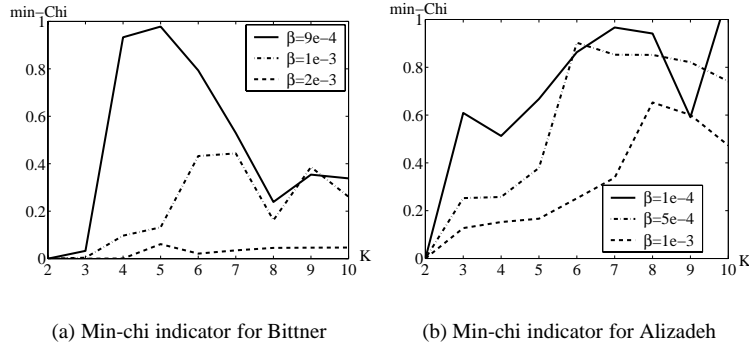 min−Chi
1
0.8
0.6
0.4
0.2
0
2 3 4 5 6 7 8 9 10
K
β=9e−4
β=1e−3
β=2e−3
(a) Min-chi indicator for Bittner
min−Chi
1
0.8
0.6
0.4
0.2
0
2 3 4 5 6 7 8 9 10
K
β=1e−4
β=5e−4
β=1e−3
(b) Min-chi indicator for Alizadeh